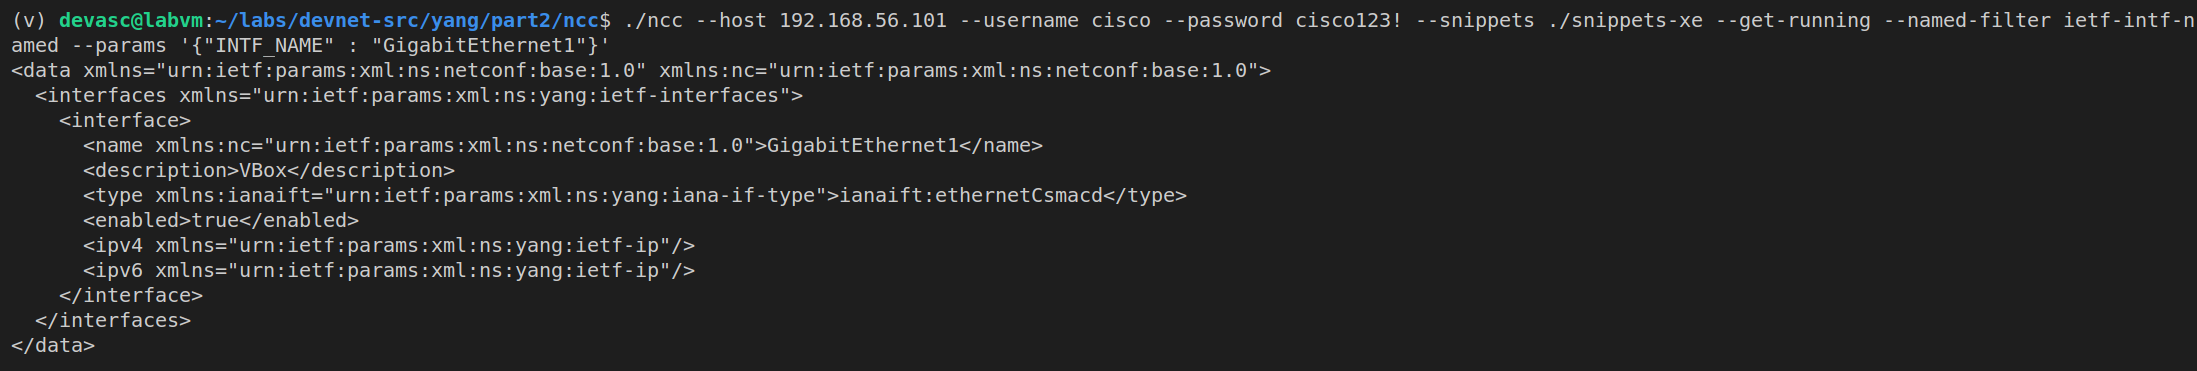 (v) devasc@labvm:~/labs/devnet-src/yang/part2/ncc$ ./ncc --host 192.168.56.101 --username cisco --password cisco123! --snippets ./snippets-xe --get-running --named-filter ietf-intf-n
amed --params '{"INTF_NAME" : "GigabitEthernet1"}'
<data xmlns="urn:ietf:params:xml:ns:netconf:base:1.0" xmlns:nc="urn:ietf:params:xml:ns:netconf:base:1.0">
  <interfaces xmlns="urn:ietf:params:xml:ns:yang:ietf-interfaces">
    <interface>
      <name xmlns:nc="urn:ietf:params:xml:ns:netconf:base:1.0">GigabitEthernet1</name>
      <description>VBox</description>
      <type xmlns:ianaift="urn:ietf:params:xml:ns:yang:iana-if-type">ianaift:ethernetCsmacd</type>
      <enabled>true</enabled>
      <ipv4 xmlns="urn:ietf:params:xml:ns:yang:ietf-ip"/>
      <ipv6 xmlns="urn:ietf:params:xml:ns:yang:ietf-ip"/>
    </interface>
  </interfaces>
</data>